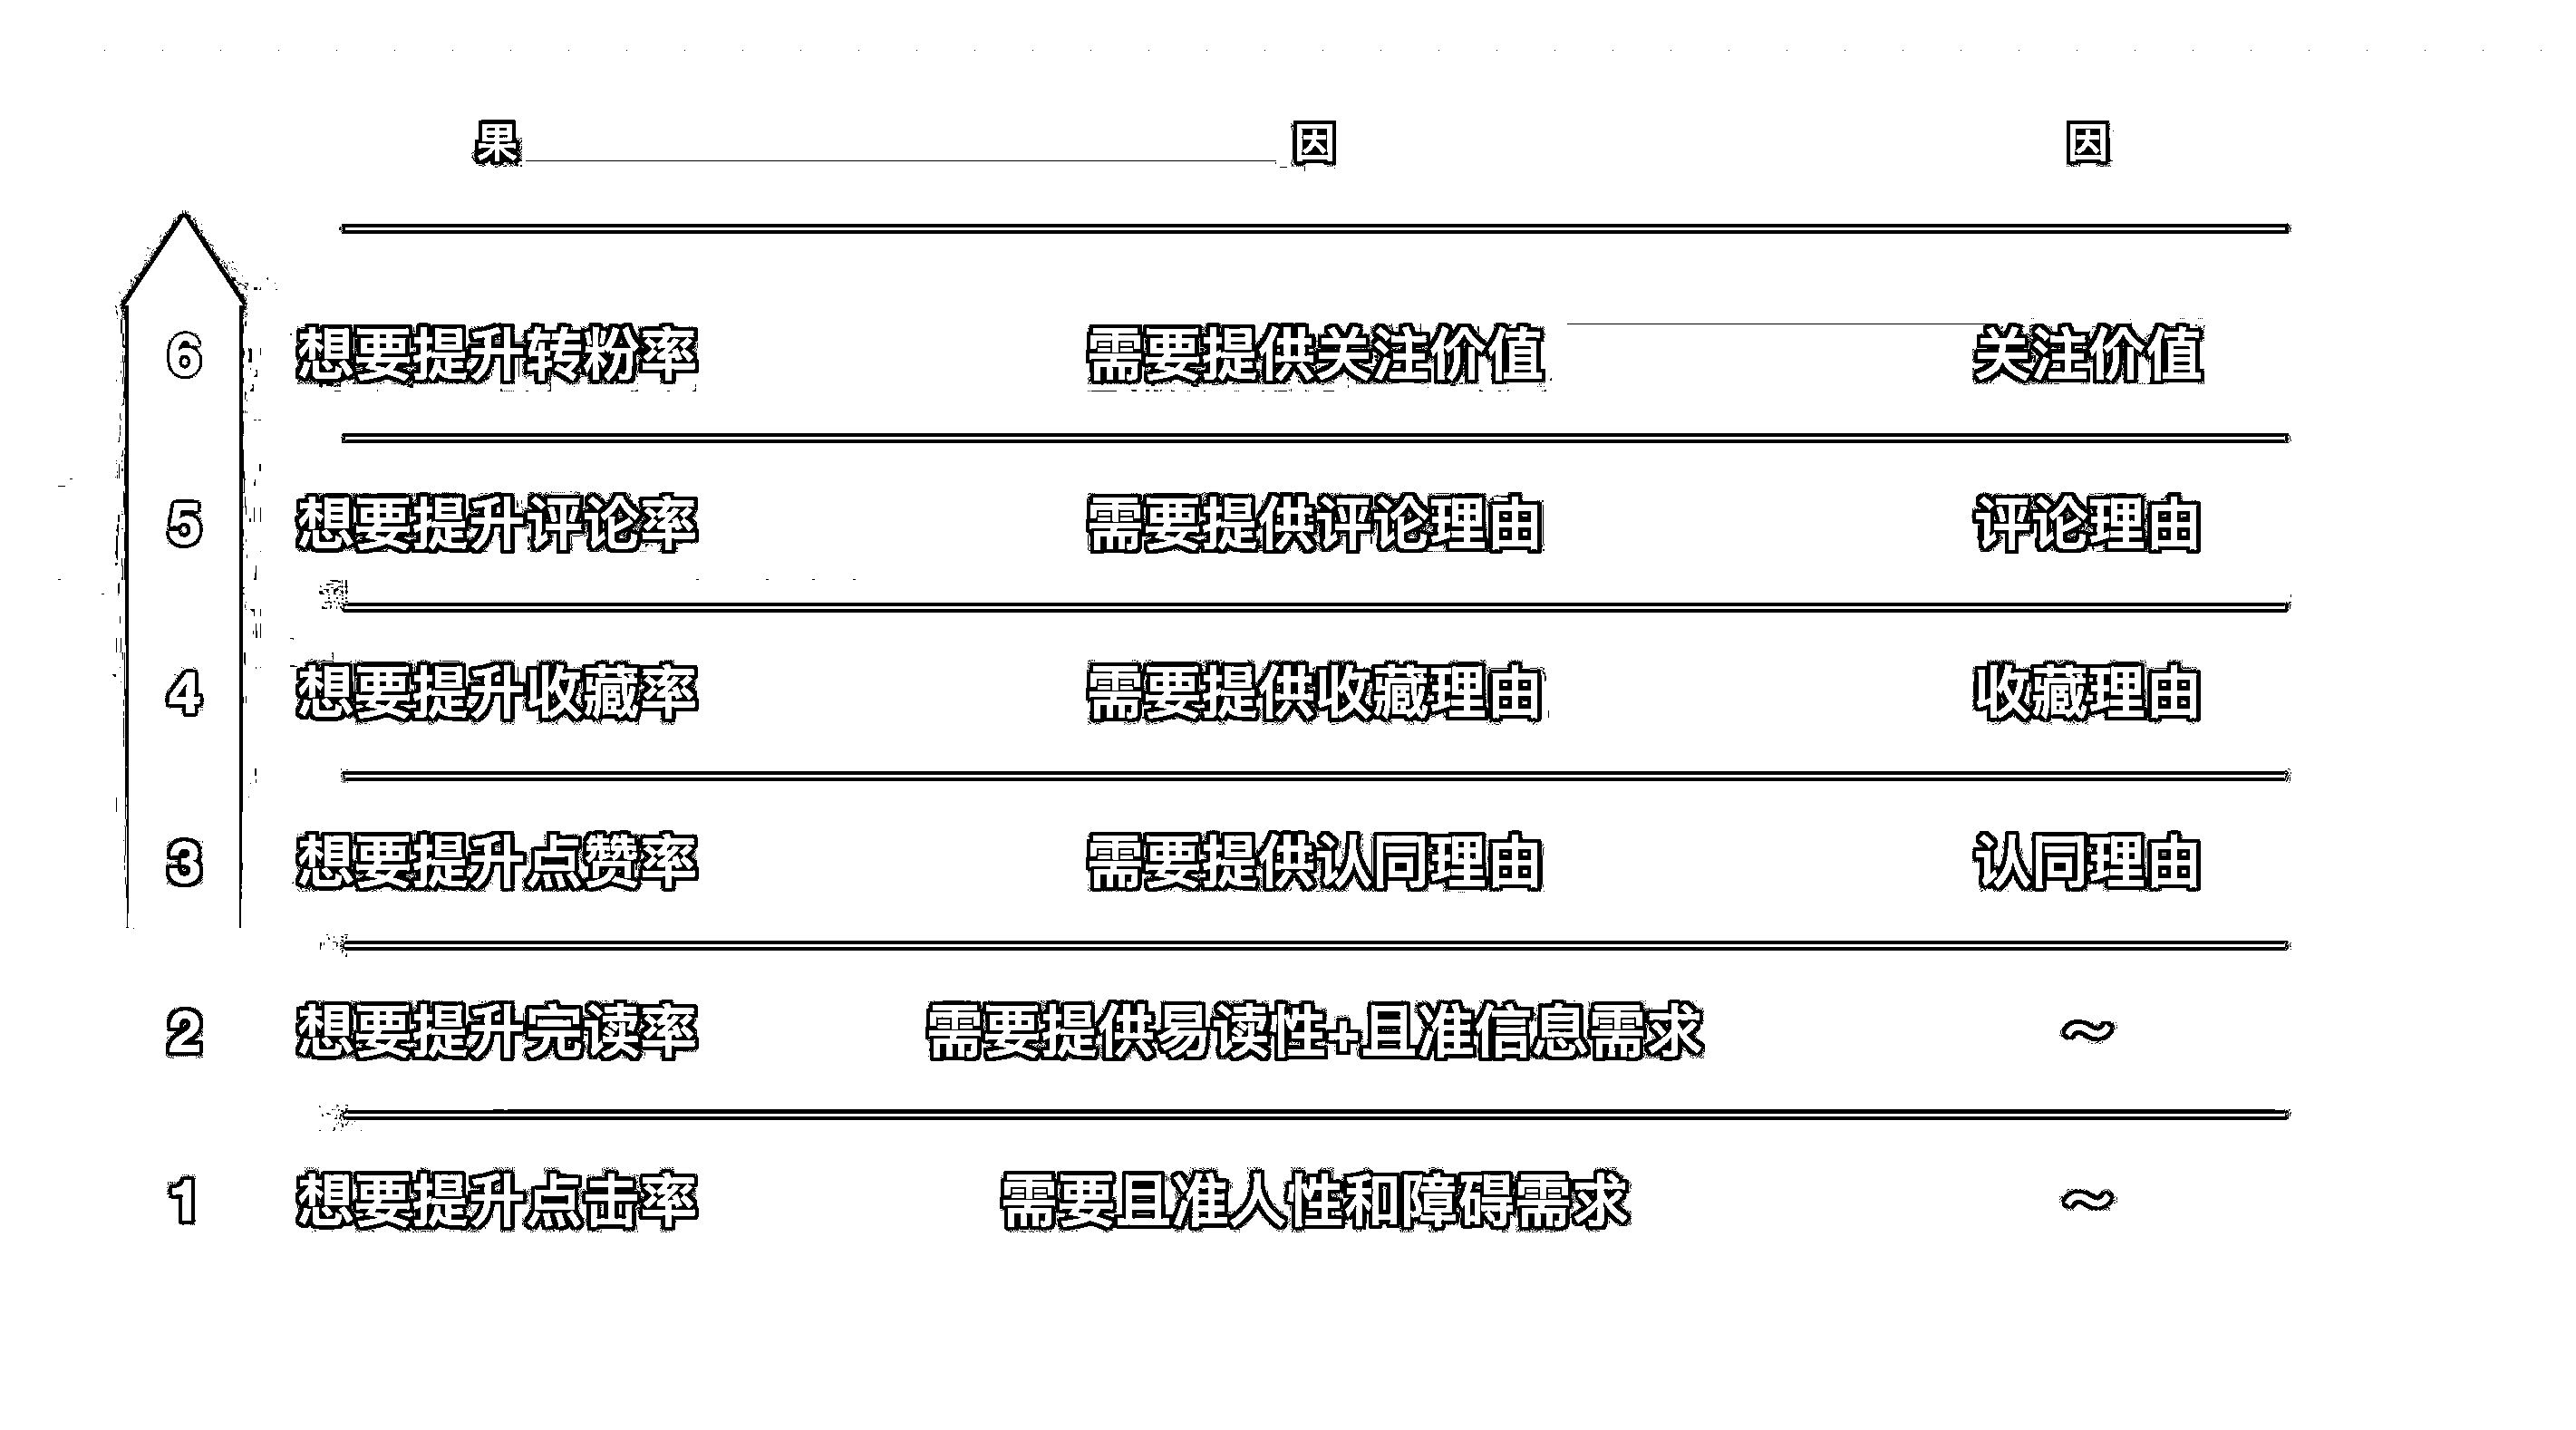 果 因 因
6 想要提升转粉率 需要提供关注价值 关注价值
5 想要提升评论率 需要提供评论理由 评论理由
4 想要提升收藏率 需要提供收藏理由 收藏理由
3 想要提升点赞率 需要提供认同理由 认同理由
2 想要提升完读率 需要提供易读性+且准信息需求 ~
1 想要提升点击率 需要且准人性和障碍需求 ~